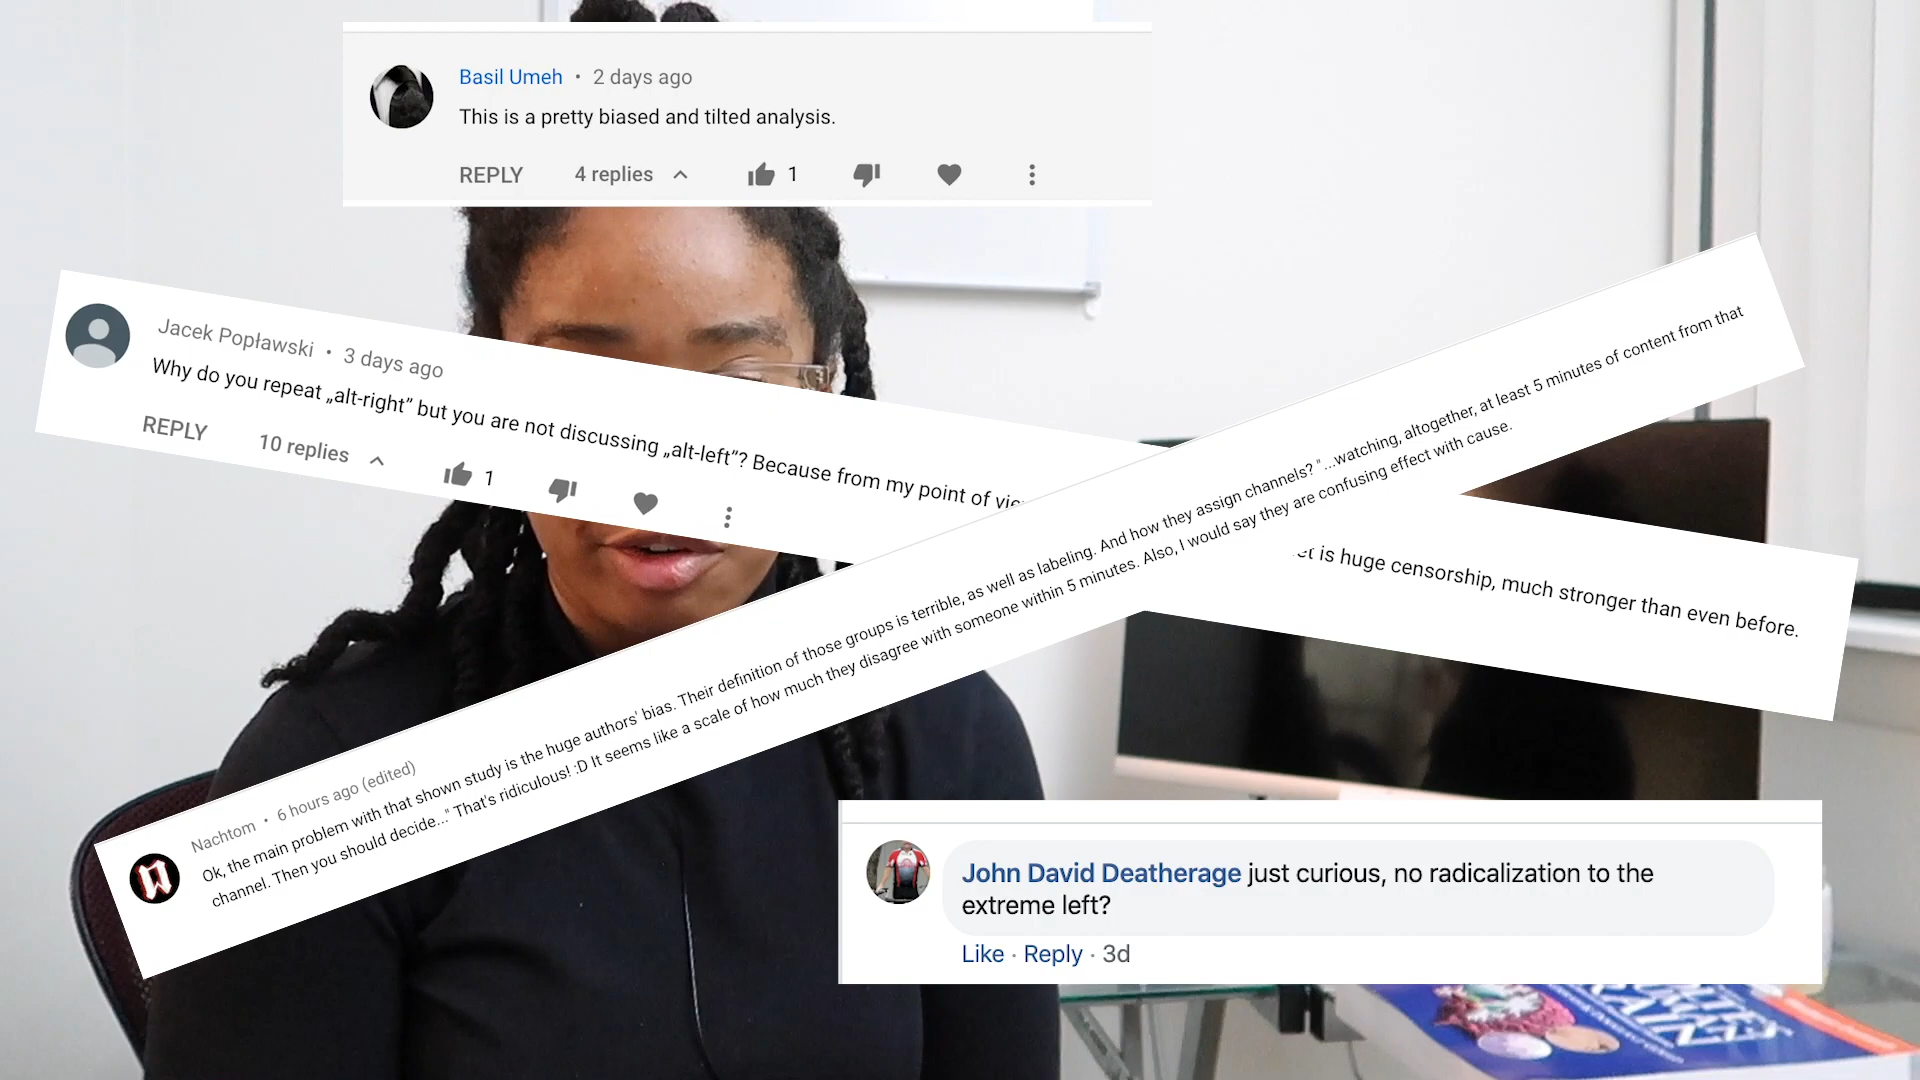 Basil Umeh • 2 days ago
This is a pretty biased and tilted analysis.
REPLY 4 replies 1
Jacek Popławski • 3 days ago
Why do you repeat „alt-right” but you are not discussing „alt-left”? Because from my point of is huge censorship, much stronger than even before.
REPLY 10 replies 1
Nachtom • 6 hours ago (edited)
Ok, the main problem with that shown study is the huge authors' bias. Their definition of those groups is terrible, as well as labeling. And how they assign channels? "...watching, altogether, at least 5 minutes of content from that
channel. Then you should decide..." That's ridiculous! :D It seems like a scale of how much they disagree with someone within 5 minutes. Also, I would say they are confusing effect with cause.
John David Deatherage just curious, no radicalization to the
extreme left?
Like · Reply · 3d